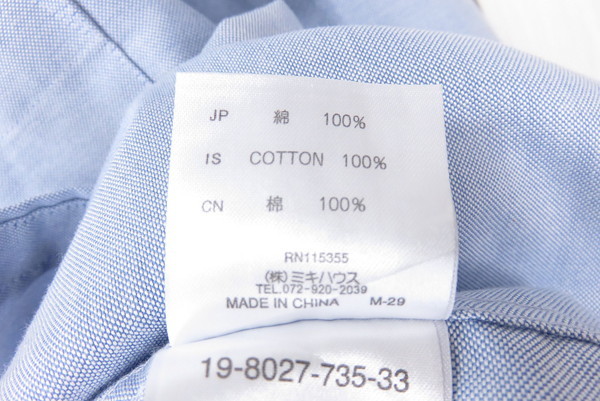 JP 綿 100%
IS COTTON 100%
CN 棉 100%
RN115355
(株)ミキハウス
TEL.072-920-2039
MADE IN CHINA M-29
19-8027-735-33